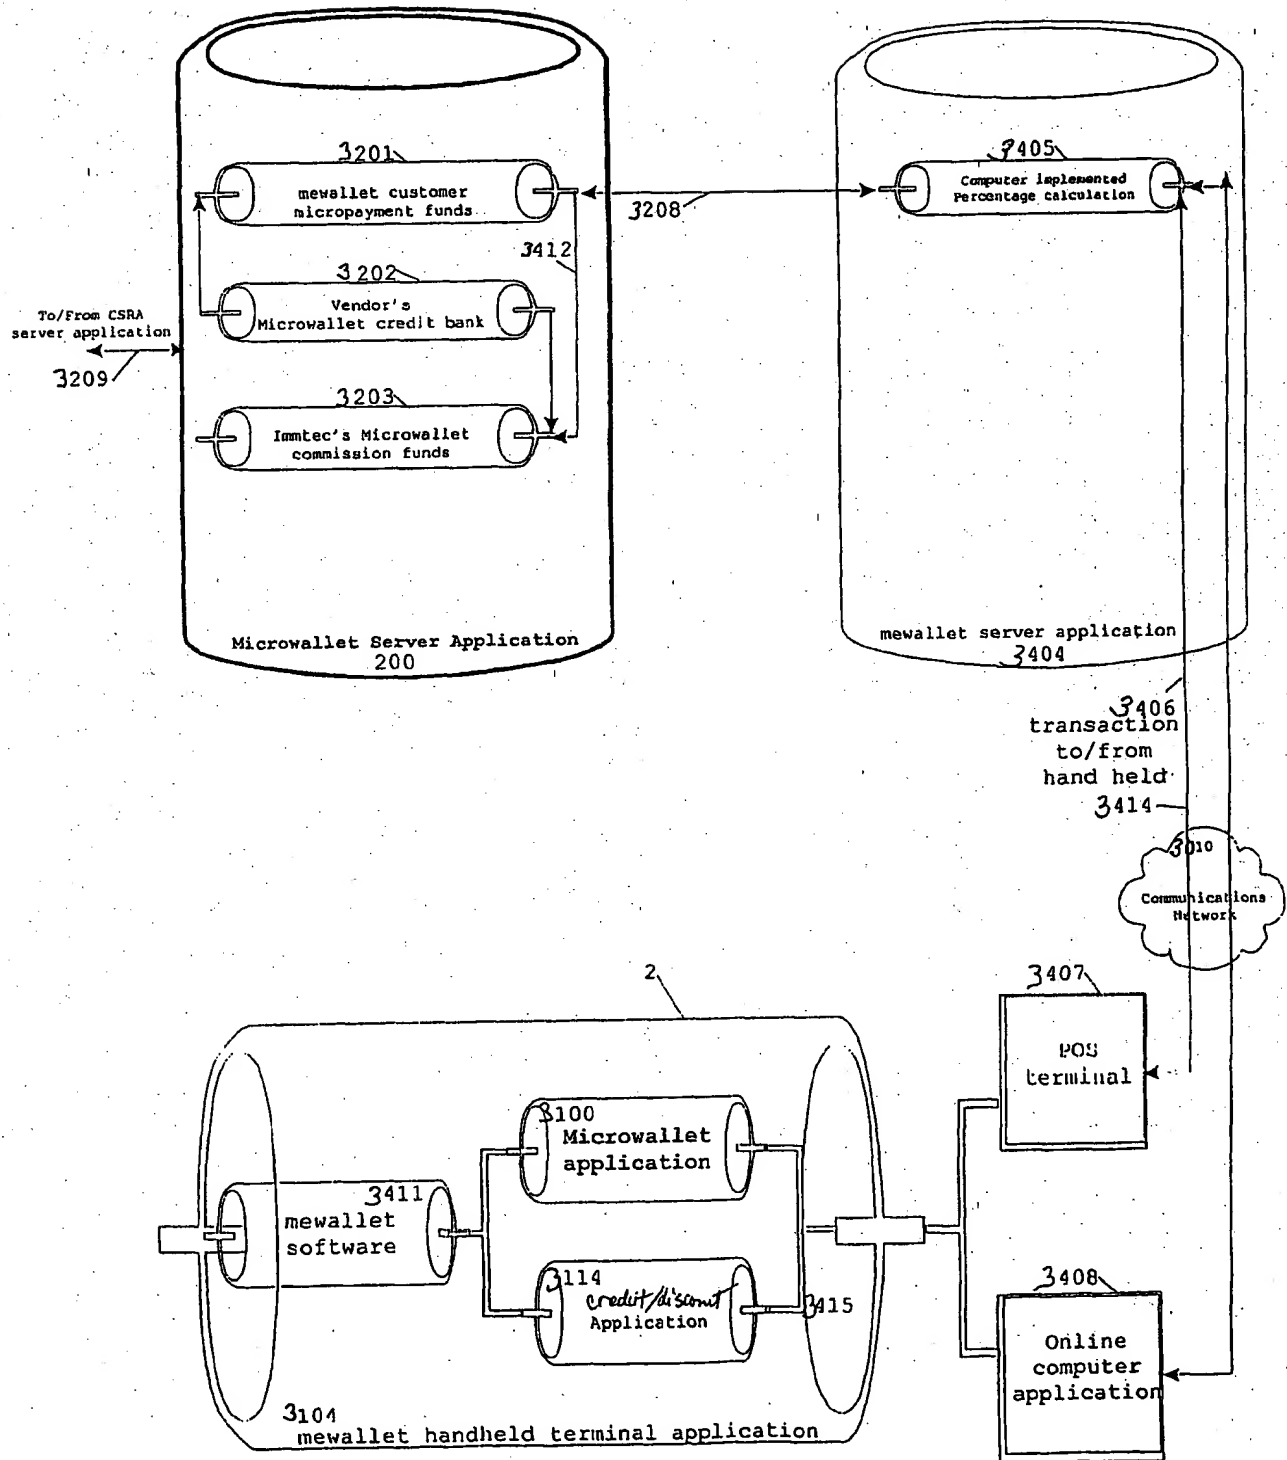 3201
mewallet customer
micropayment funds
3208
3412
3202
Vendor's
Microwallet credit bank
To/From CSRA
server application
3209
3203
Immtec's Microwallet
commission funds
Microwallet Server Application
200
3405
Computer implemented
Percentage calculation
mewallet server application
3404
3406
transaction
to/from
hand held
3414
3010
Communications
Network
2
3407
POS
terminal
3100
Microwallet
application
3411
mewallet
software
3114
credit/discount
Application
3415
3408
Online
computer
application
3104
mewallet handheld terminal application